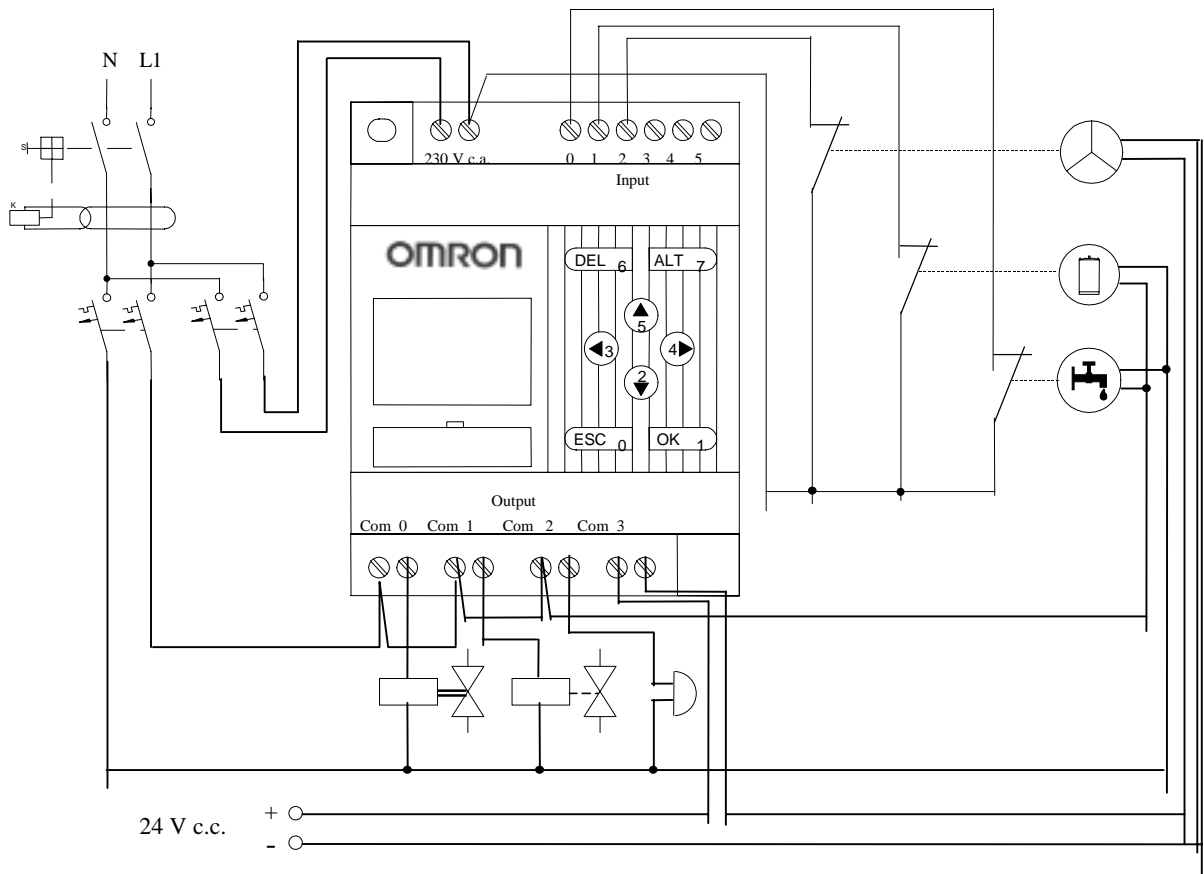 N L1
S
K
230 V c.a. 0 1 2 3 4 5
Input
OMRON
DEL 6 ALT 7
5
3 4
2
ESC 0 OK 1
Output
Com 0 Com 1 Com 2 Com 3
+
24 V c.c.
-